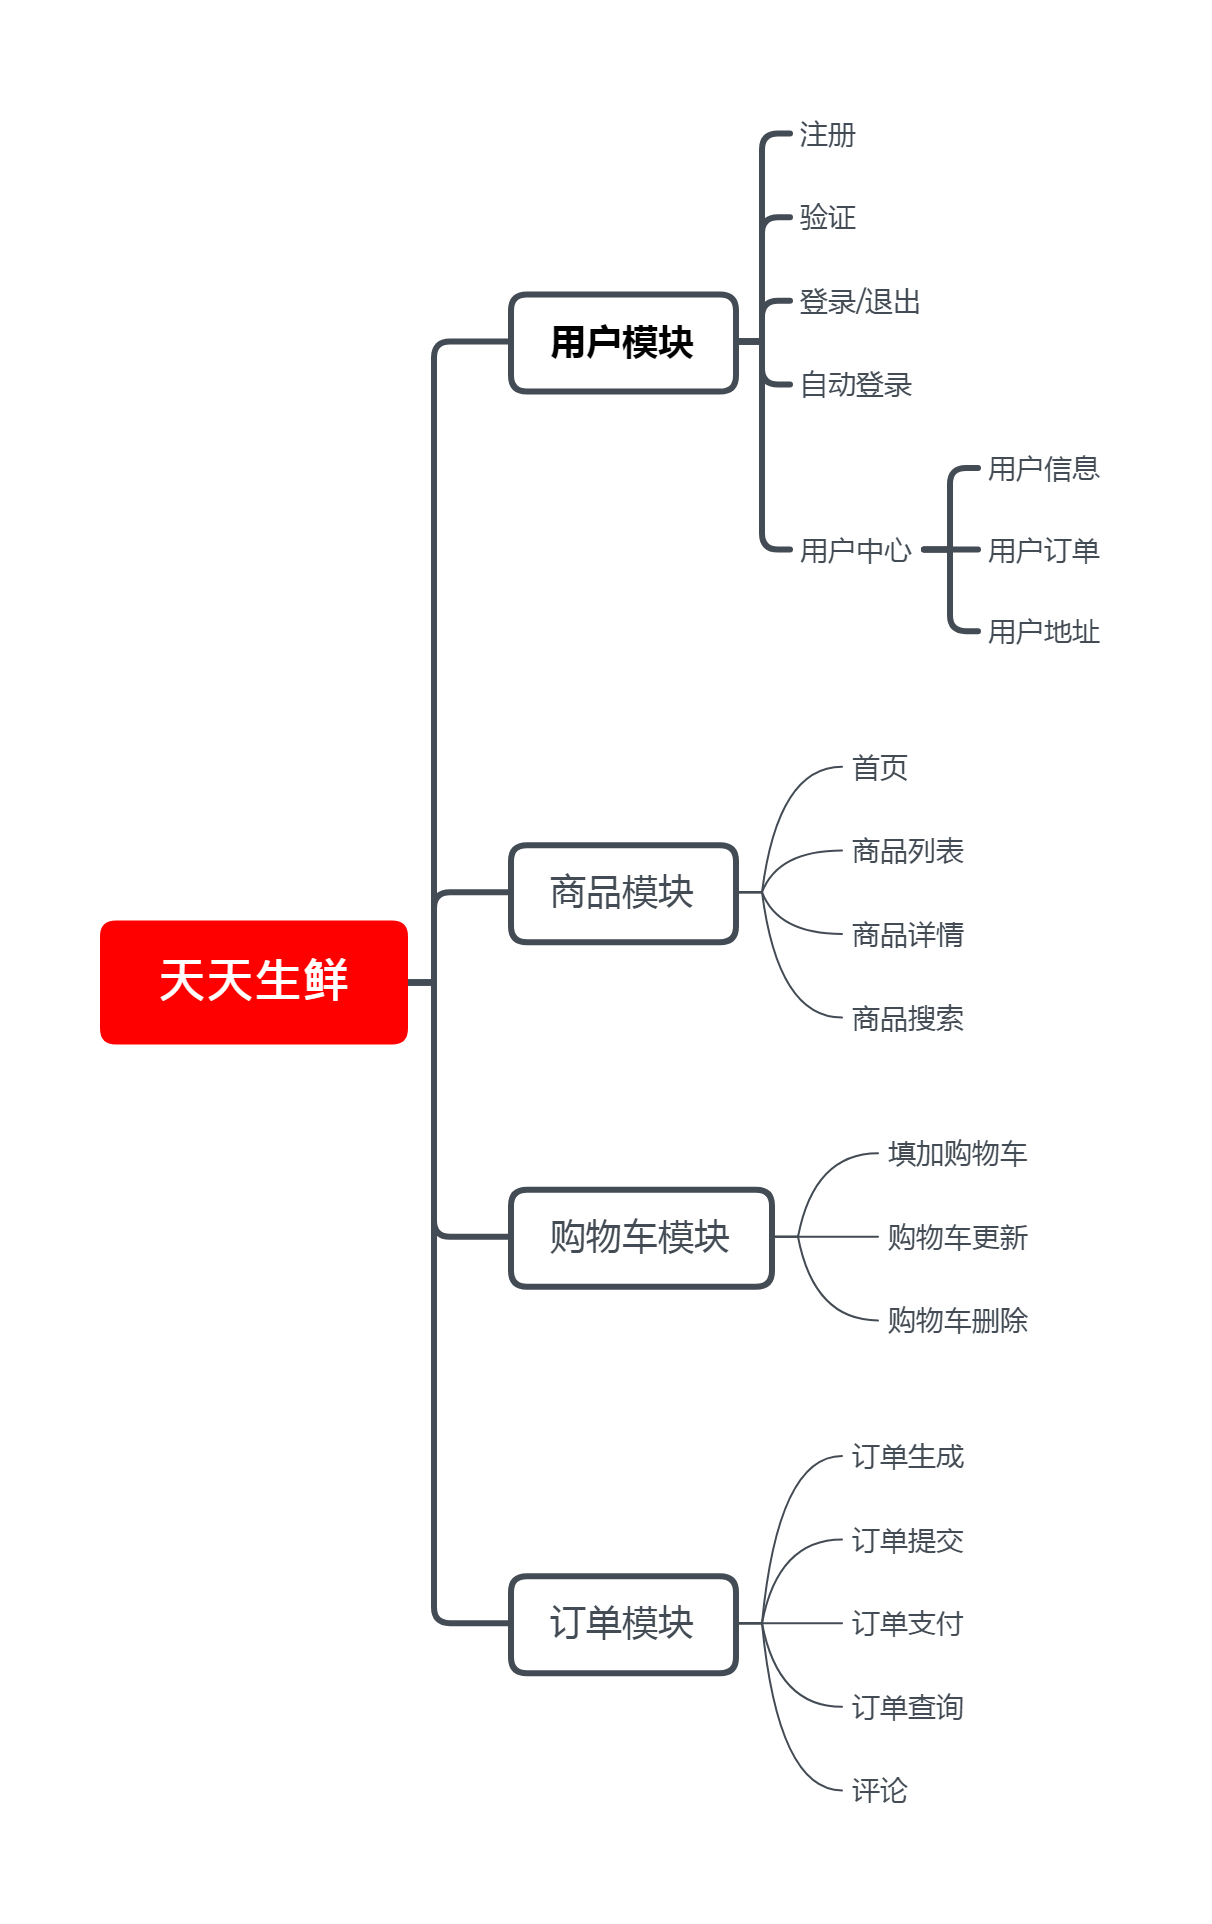 天天生鲜
用户模块
注册
验证
登录/退出
自动登录
用户中心
用户信息
用户订单
用户地址
商品模块
首页
商品列表
商品详情
商品搜索
购物车模块
填加购物车
购物车更新
购物车删除
订单模块
订单生成
订单提交
订单支付
订单查询
评论